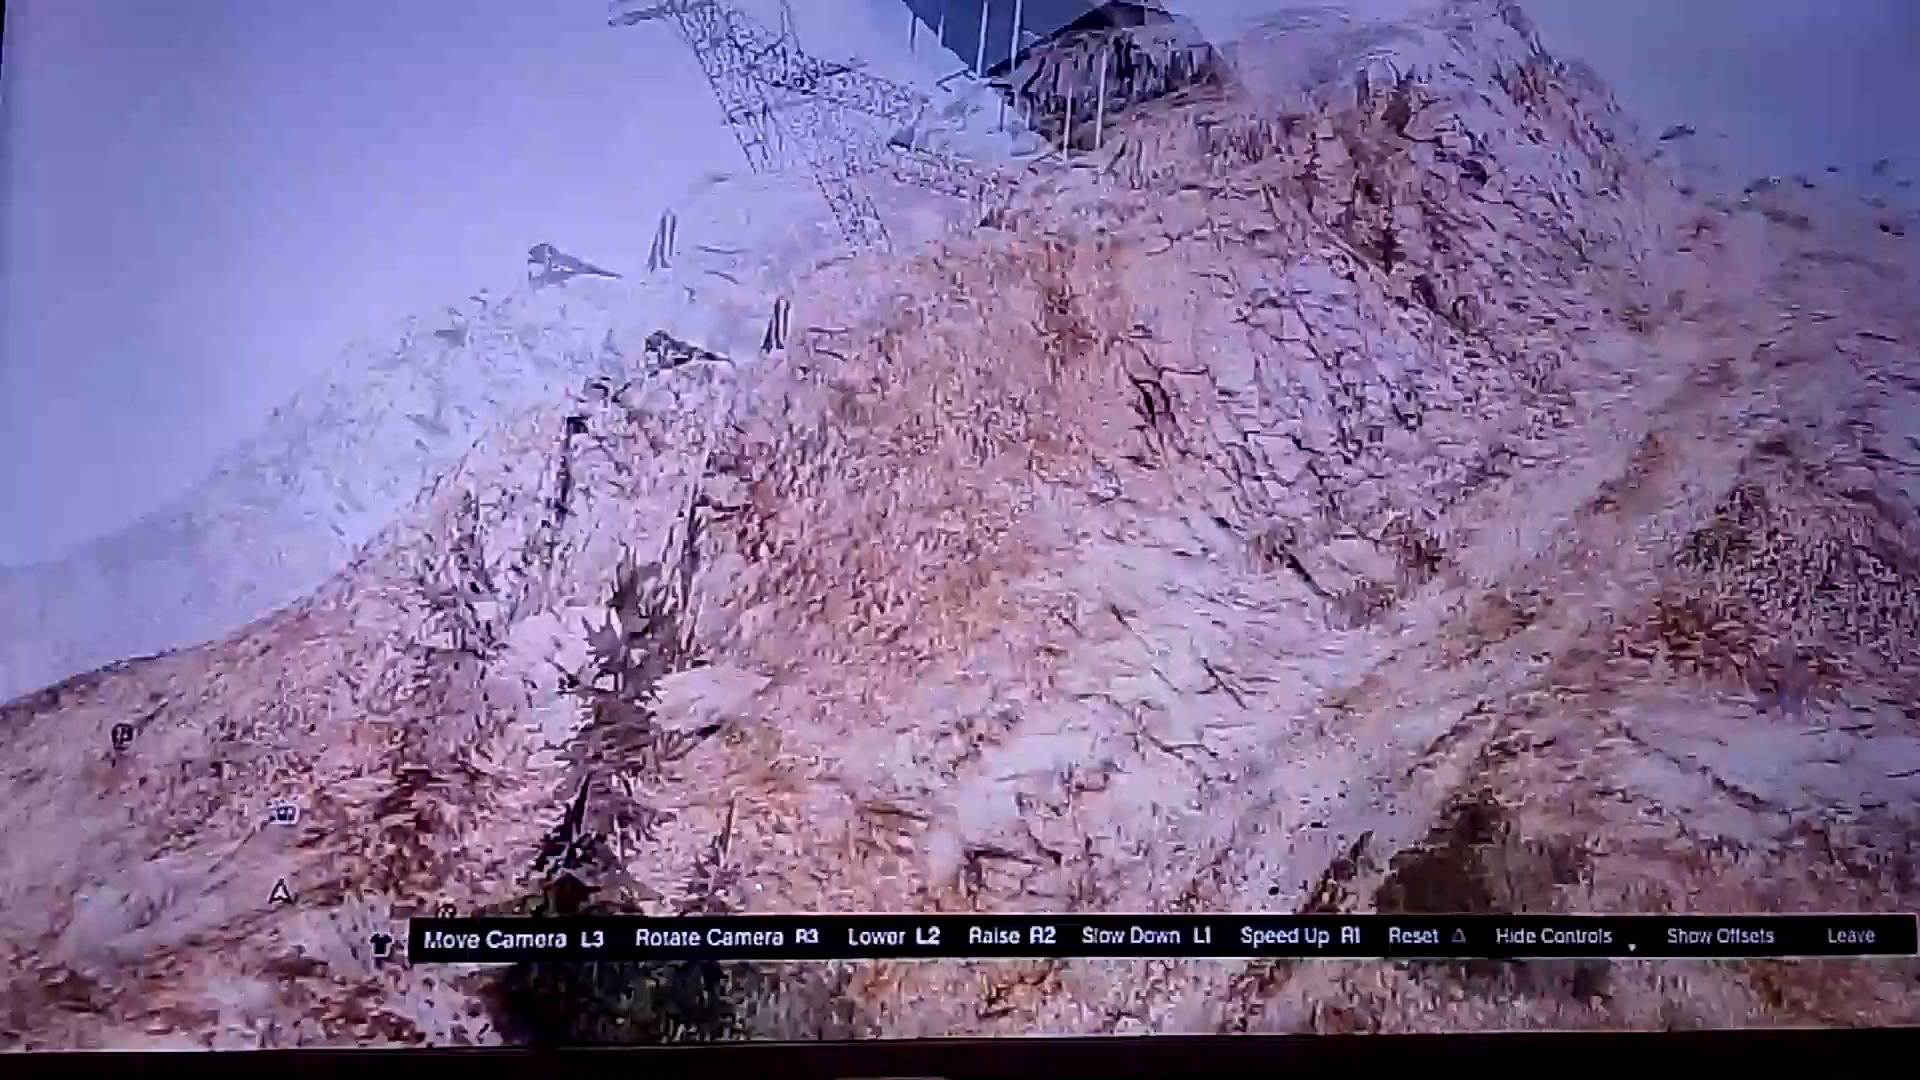 Move Camera L3 Rotate Camera R3 Lower L2 Raise R2 Slow Down L1 Speed Up R1 Reset △ Hide Controls Show Offsets Leave